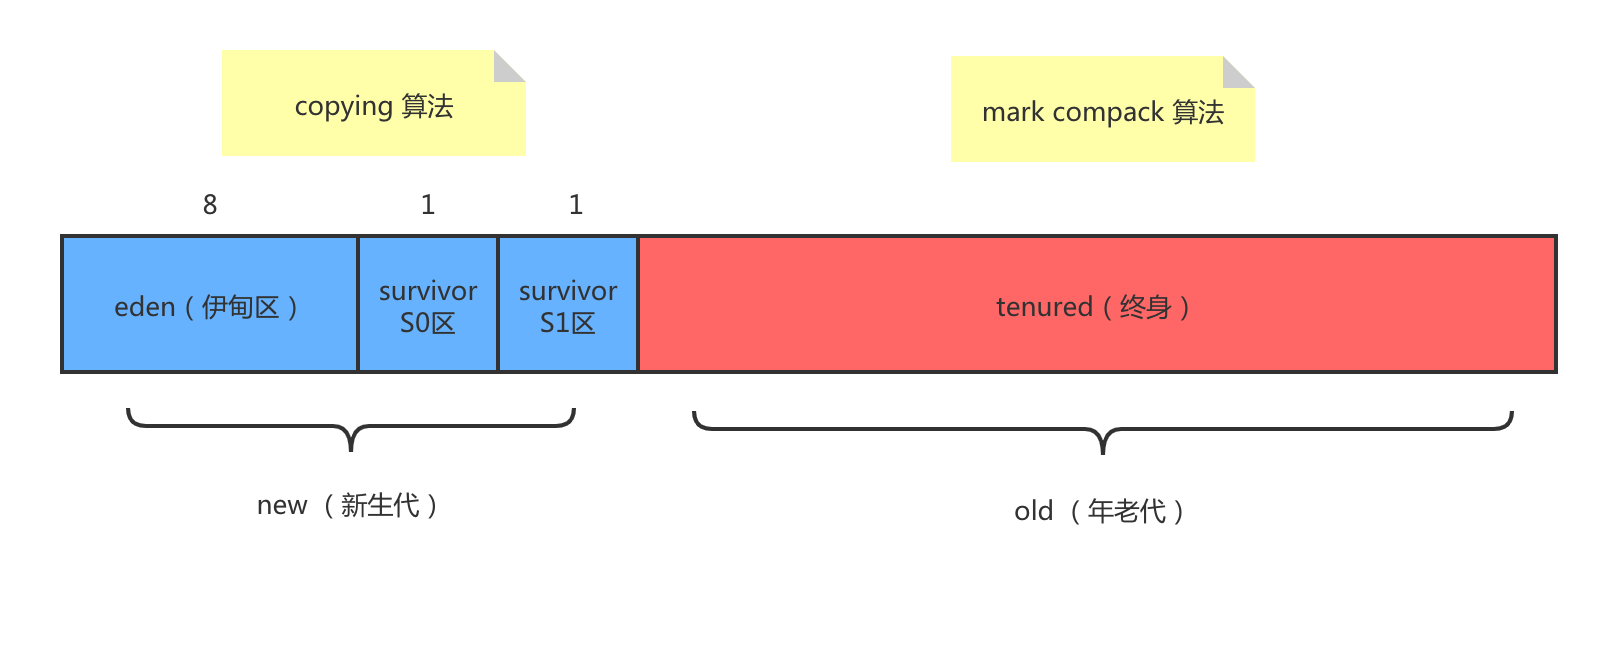 copying 算法
mark compack 算法
8
1
1
eden（伊甸区）
survivor
S0区
survivor
S1区
tenured（终身）
new （新生代）
old （年老代）